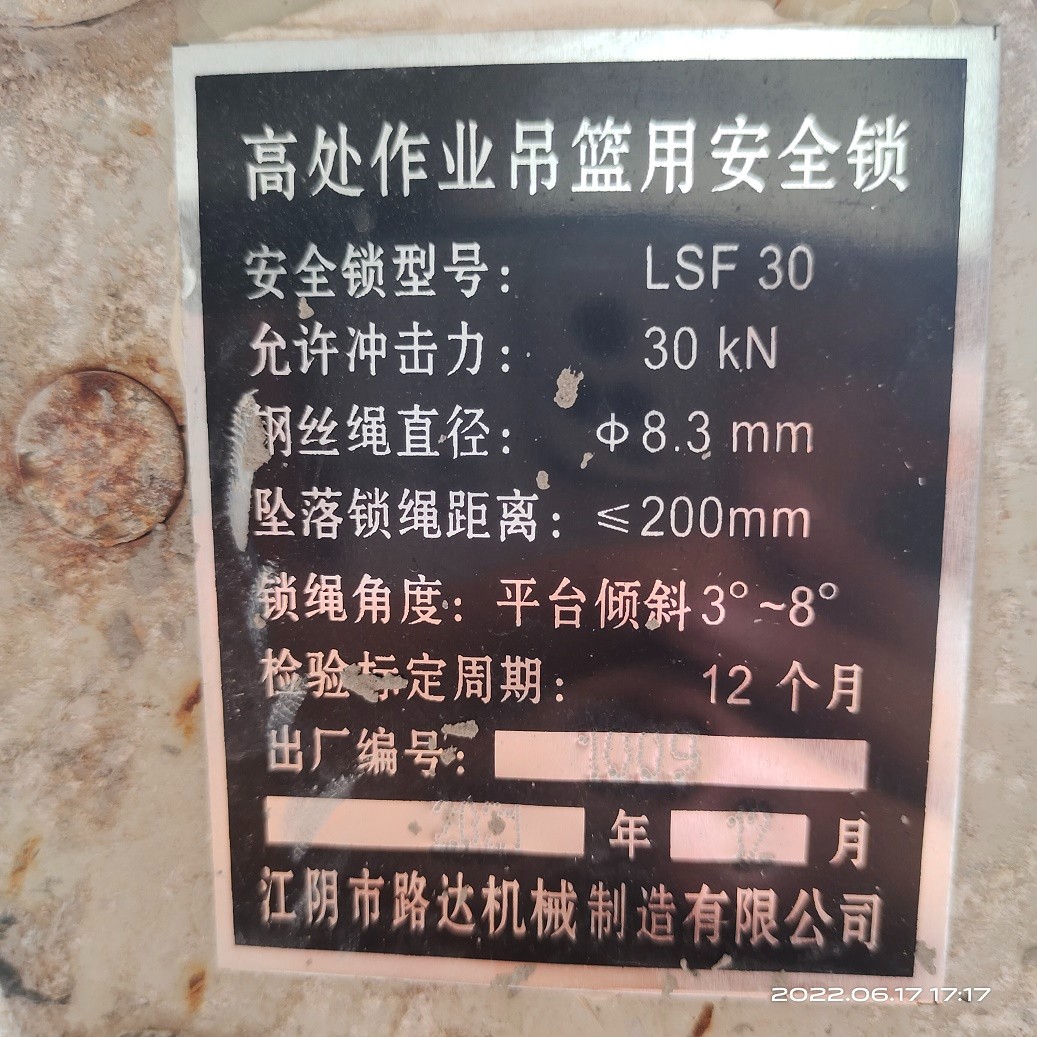 高处作业吊篮用安全锁
安全锁型号: LSF 30
允许冲击力: 30 kN
钢丝绳直径: Φ8.3 mm
坠落锁绳距离: ≤200mm
锁绳角度: 平台倾斜3°~8°
检验标定周期: 12 个月
出厂编号: 1009
2021 年 12 月
江阴市路达机械制造有限公司
2022.06.17 17:17